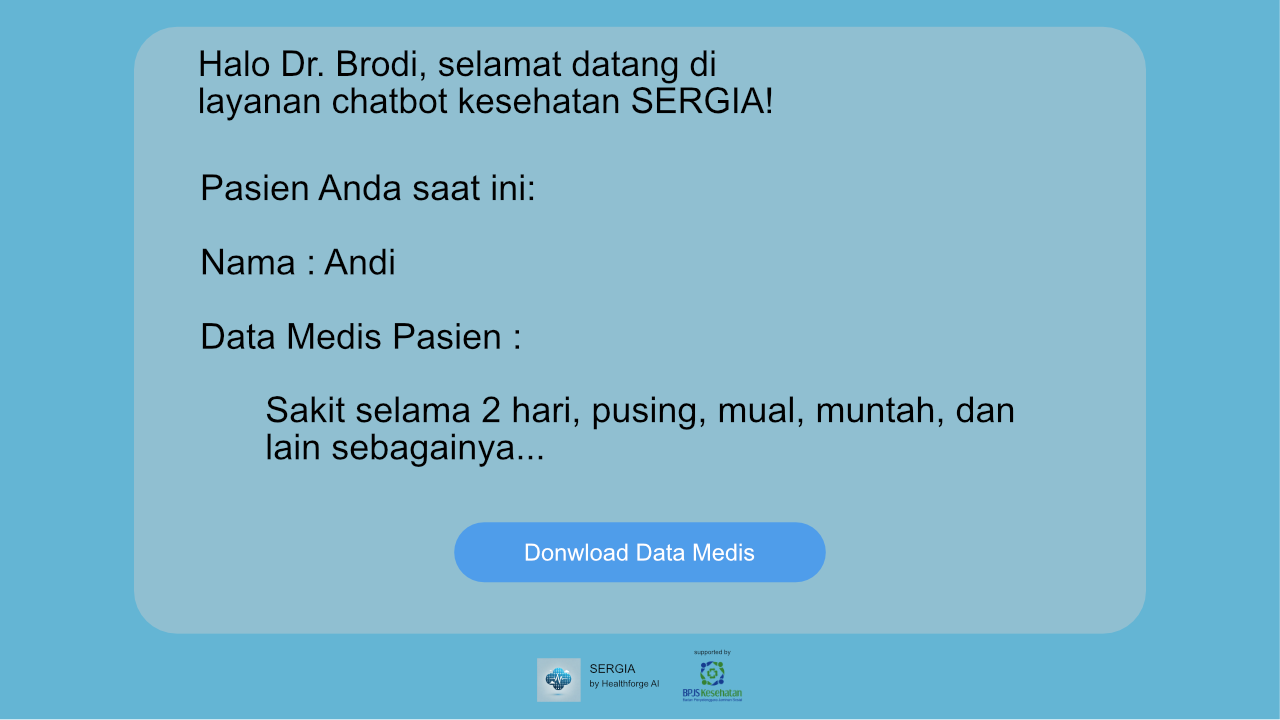 Halo Dr. Brodi, selamat datang di
layanan chatbot kesehatan SERGIA!
Pasien Anda saat ini:
Nama : Andi
Data Medis Pasien :
Sakit selama 2 hari, pusing, mual, muntah, dan
lain sebagainya...
Donwload Data Medis
SERGIA
by Healthforge AI
supported by
BPJS Kesehatan